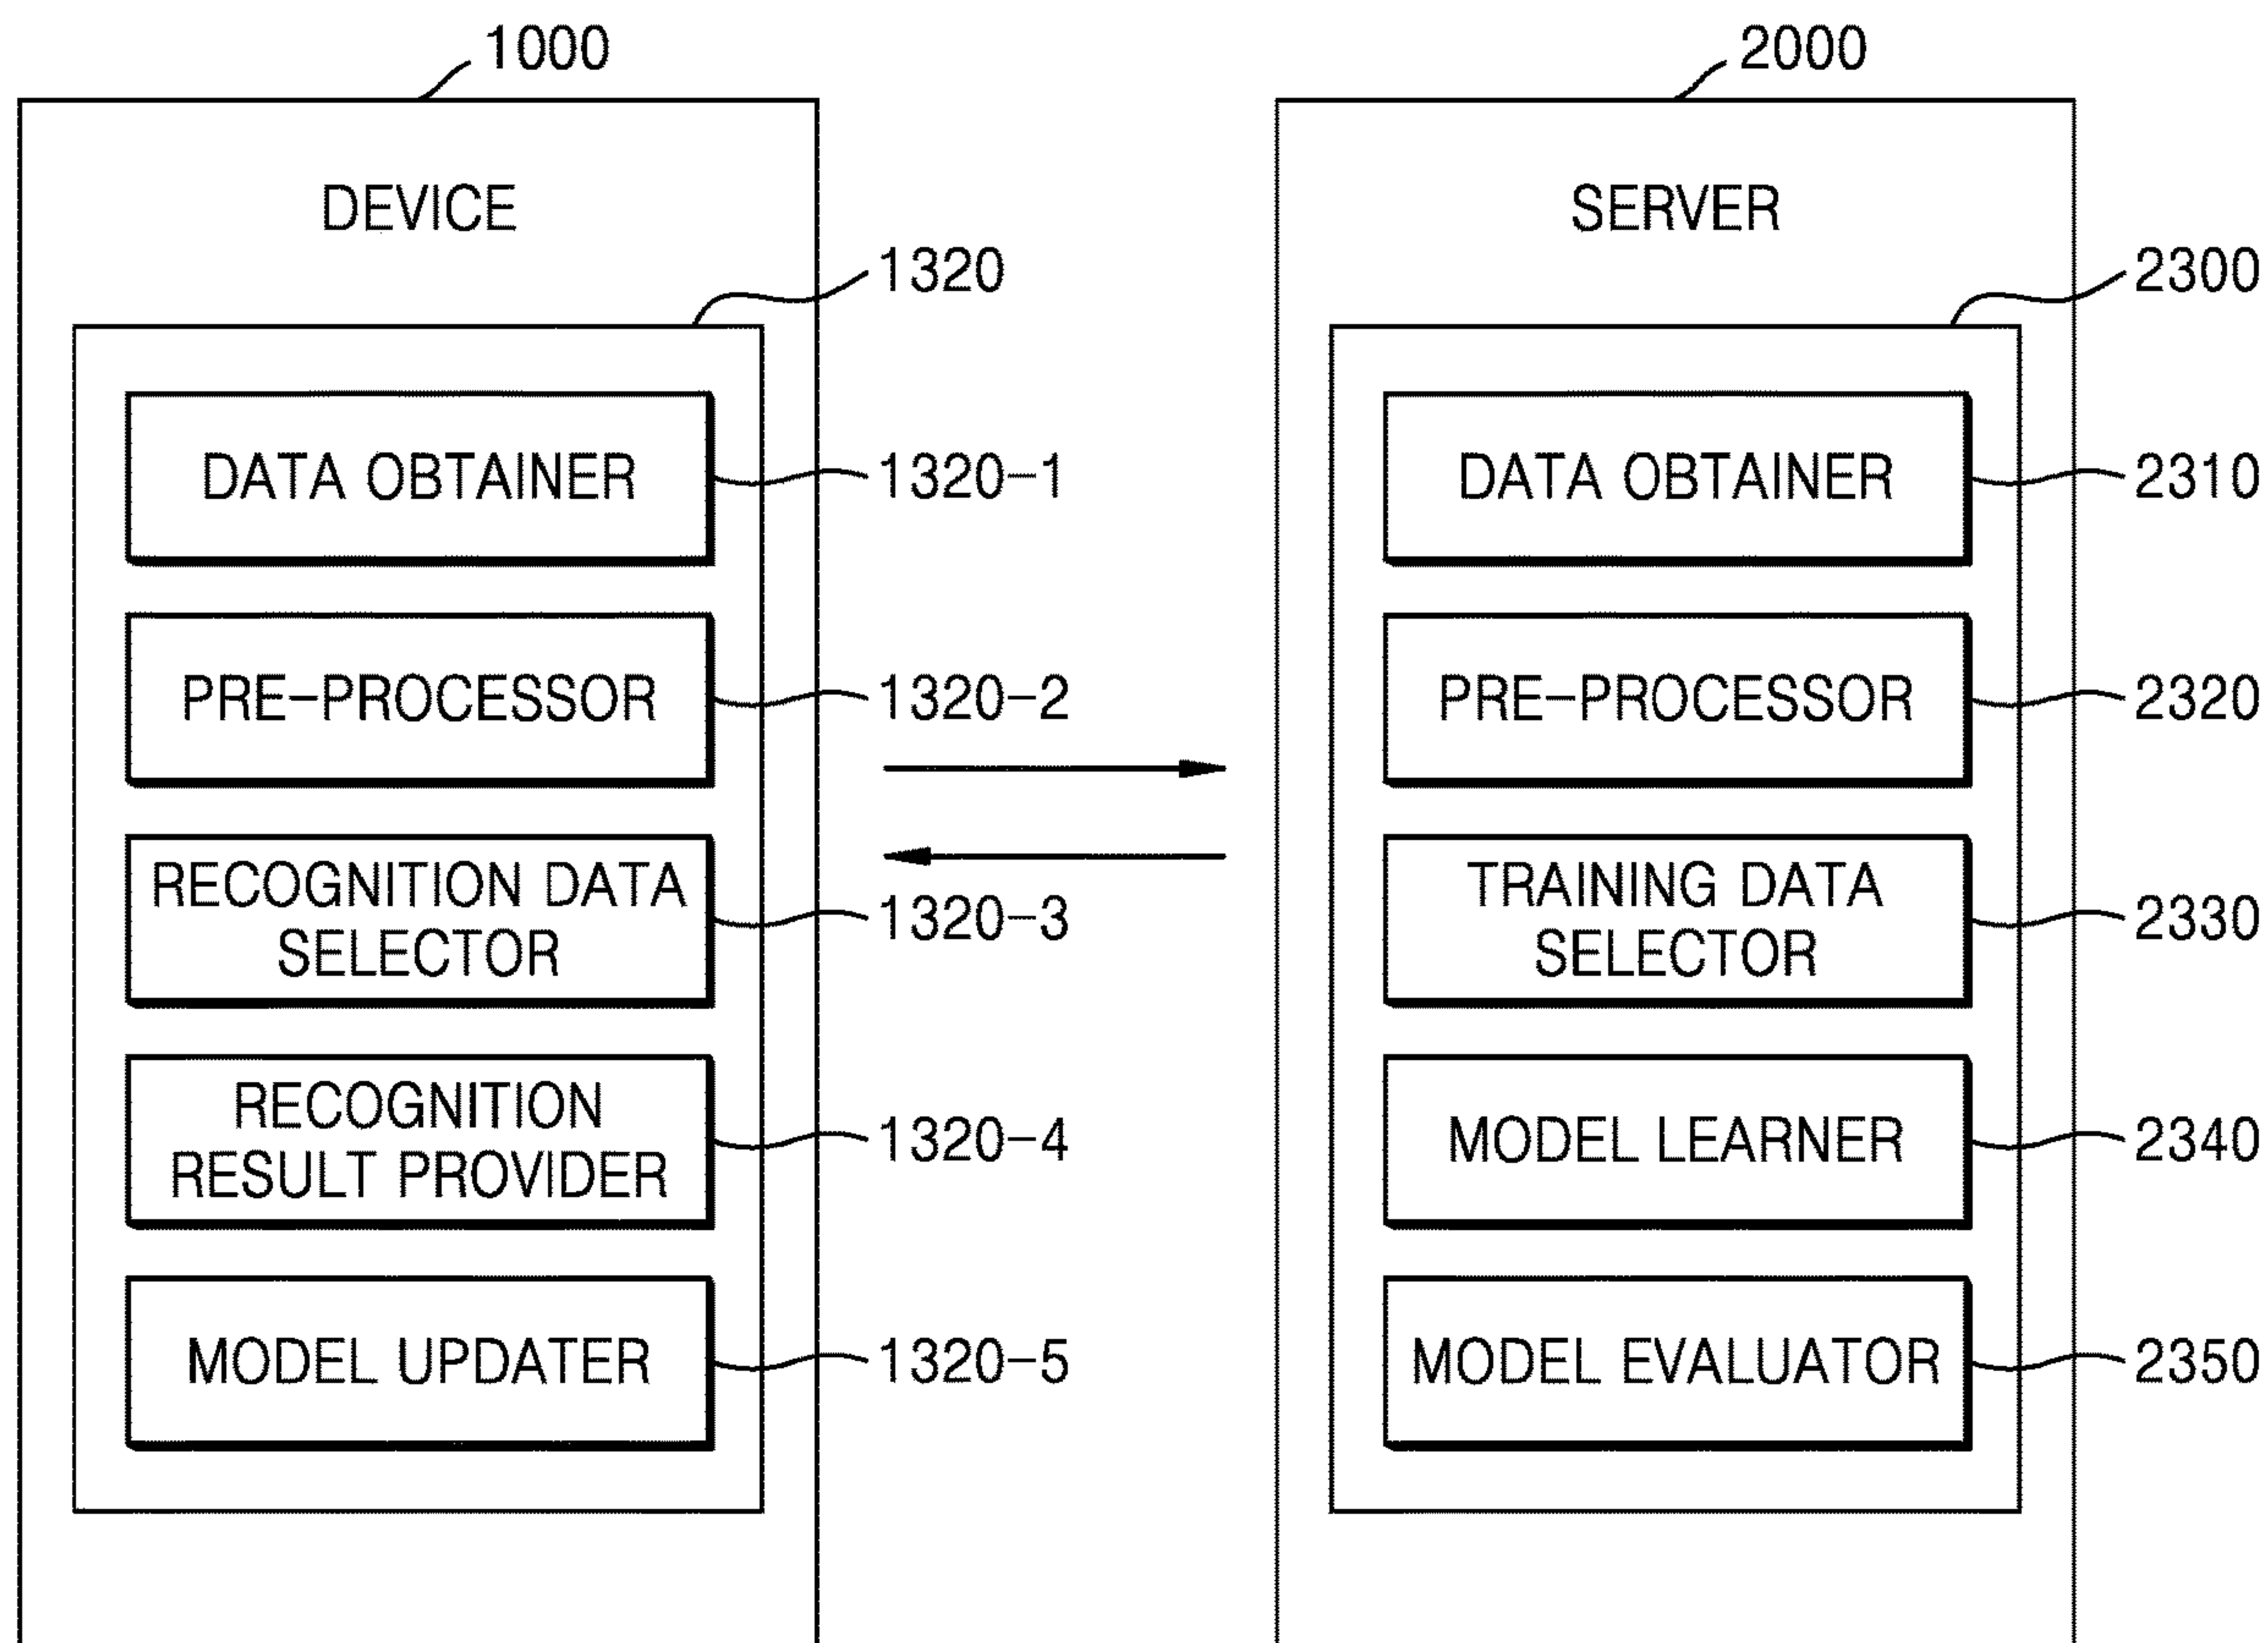 1000
DEVICE
1320
DATA OBTAINER
1320-1
PRE-PROCESSOR
1320-2
RECOGNITION DATA
SELECTOR
1320-3
RECOGNITION
RESULT PROVIDER
1320-4
MODEL UPDATER
1320-5
2000
SERVER
2300
DATA OBTAINER
2310
PRE-PROCESSOR
2320
TRAINING DATA
SELECTOR
2330
MODEL LEARNER
2340
MODEL EVALUATOR
2350